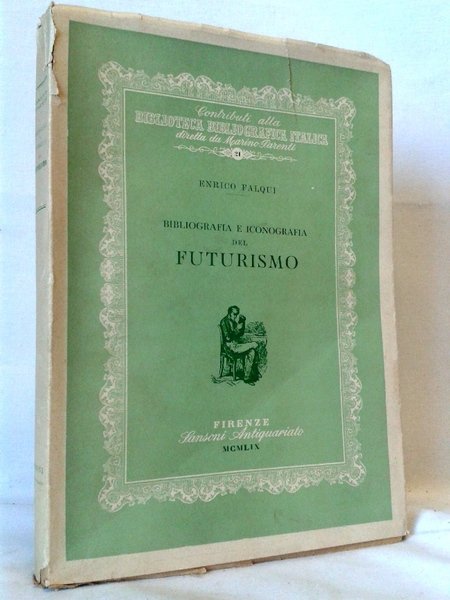 Contributi alla
BIBLIOTECA BIBLIOGRAFICA ITALICA
diretta da Marino Parenti
21
ENRICO FALQUI
BIBLIOGRAFIA E ICONOGRAFIA
DEL
FUTURISMO
FIRENZE
Sansoni Antiquariato
MCMLIX